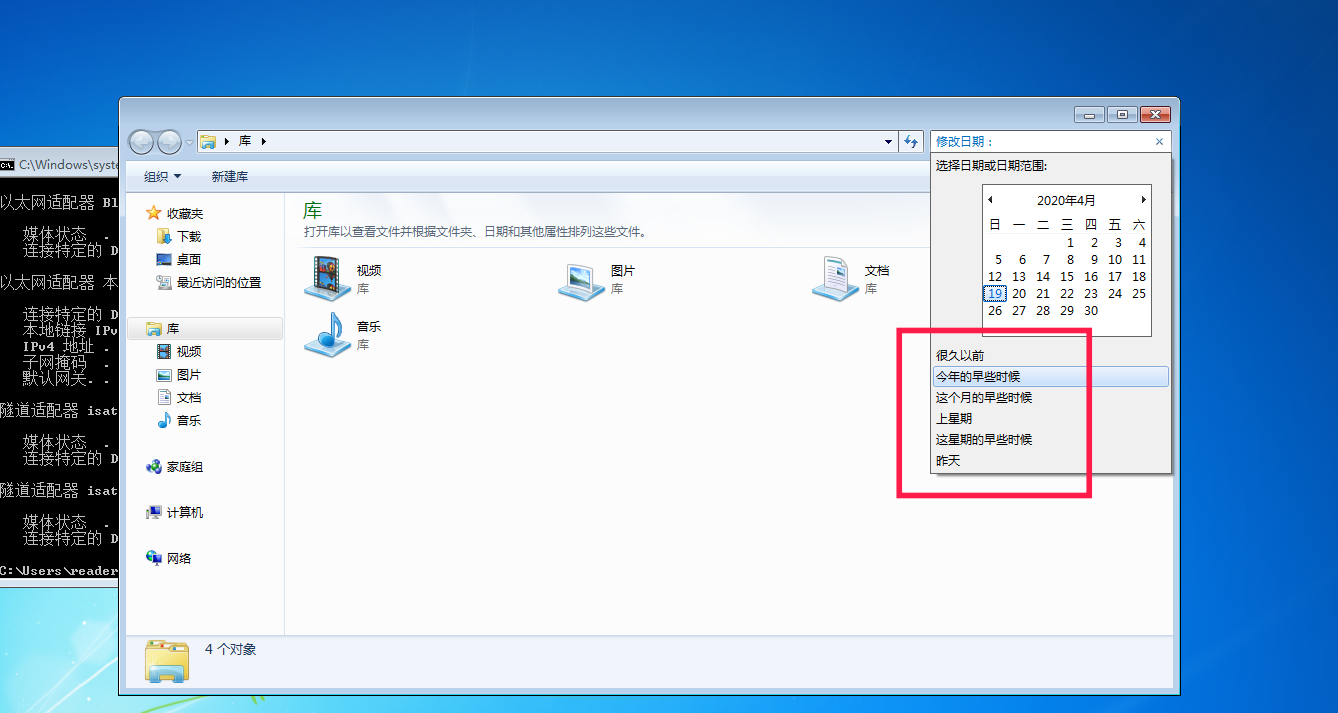 C:\Windows\syste
以太网适配器 Bl
媒体状态 .
连接特定的 D
以太网适配器 本
连接特定的 D
本地链接 IPv
IPv4 地址 .
子网掩码 .
默认网关. .
隧道适配器 isat
媒体状态 .
连接特定的 D
隧道适配器 isat
媒体状态 .
连接特定的 D
C:\Users\reader
库
修改日期：
组织
新建库
收藏夹
下载
桌面
最近访问的位置
库
视频
图片
文档
音乐
家庭组
计算机
网络
库
打开库以查看文件并根据文件夹、日期和其他属性排列这些文件。
视频
库
图片
库
文档
库
音乐
库
选择日期或日期范围:
2020年4月
日 一 二 三 四 五 六
1 2 3 4
5 6 7 8 9 10 11
12 13 14 15 16 17 18
19 20 21 22 23 24 25
26 27 28 29 30
很久以前
今年的早些时候
这个月的早些时候
上星期
这星期的早些时候
昨天
4 个对象